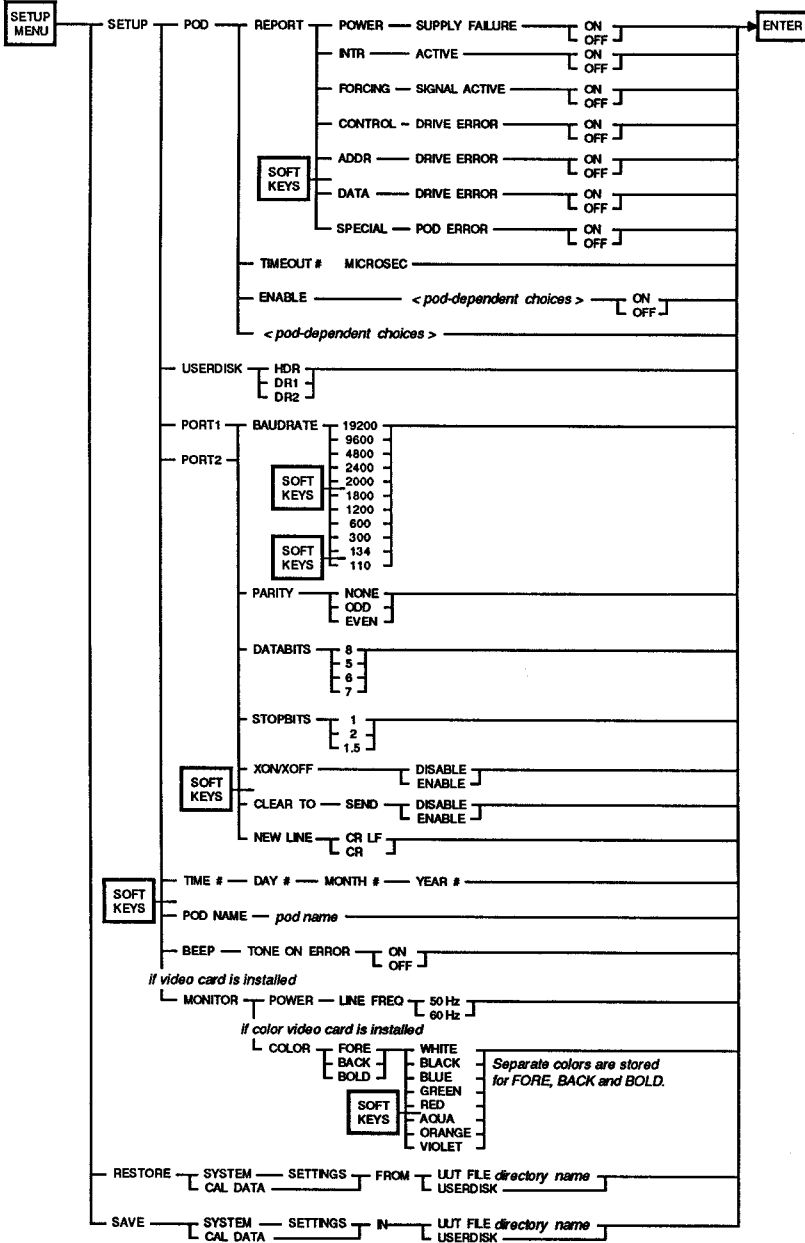 SETUP MENU
SETUP
POD
REPORT
POWER SUPPLY FAILURE ON
OFF
ENTER
INTR ACTIVE ON
OFF
FORCING SIGNAL ACTIVE ON
OFF
CONTROL DRIVE ERROR ON
OFF
SOFT KEYS
ADDR DRIVE ERROR ON
OFF
DATA DRIVE ERROR ON
OFF
SPECIAL POD ERROR ON
OFF
TIMEOUT # MICROSEC
ENABLE < pod-dependent choices > ON
OFF
< pod-dependent choices >
USERDISK HDR
DR1
DR2
PORT1 BAUDRATE 19200
9600
4800
PORT2
2400
SOFT KEYS
2000
1800
1200
600
300
SOFT KEYS
134
110
PARITY NONE
ODD
EVEN
DATABITS 8
5
6
7
STOPBITS 1
2
1.5
SOFT KEYS
XON/XOFF DISABLE
ENABLE
CLEAR TO SEND DISABLE
ENABLE
NEW LINE CR LF
CR
TIME # DAY # MONTH # YEAR #
SOFT KEYS
POD NAME pod name
BEEP TONE ON ERROR ON
OFF
if video card is installed
MONITOR POWER LINE FREQ 50 Hz
60 Hz
if color video card is installed
COLOR FORE WHITE
BACK BLACK
BOLD BLUE
Separate colors are stored
for FORE, BACK and BOLD.
GREEN
SOFT KEYS
RED
AQUA
ORANGE
VIOLET
RESTORE SYSTEM SETTINGS FROM UUT FILE directory name
CAL DATA USERDISK
SAVE SYSTEM SETTINGS IN UUT FILE directory name
CAL DATA USERDISK